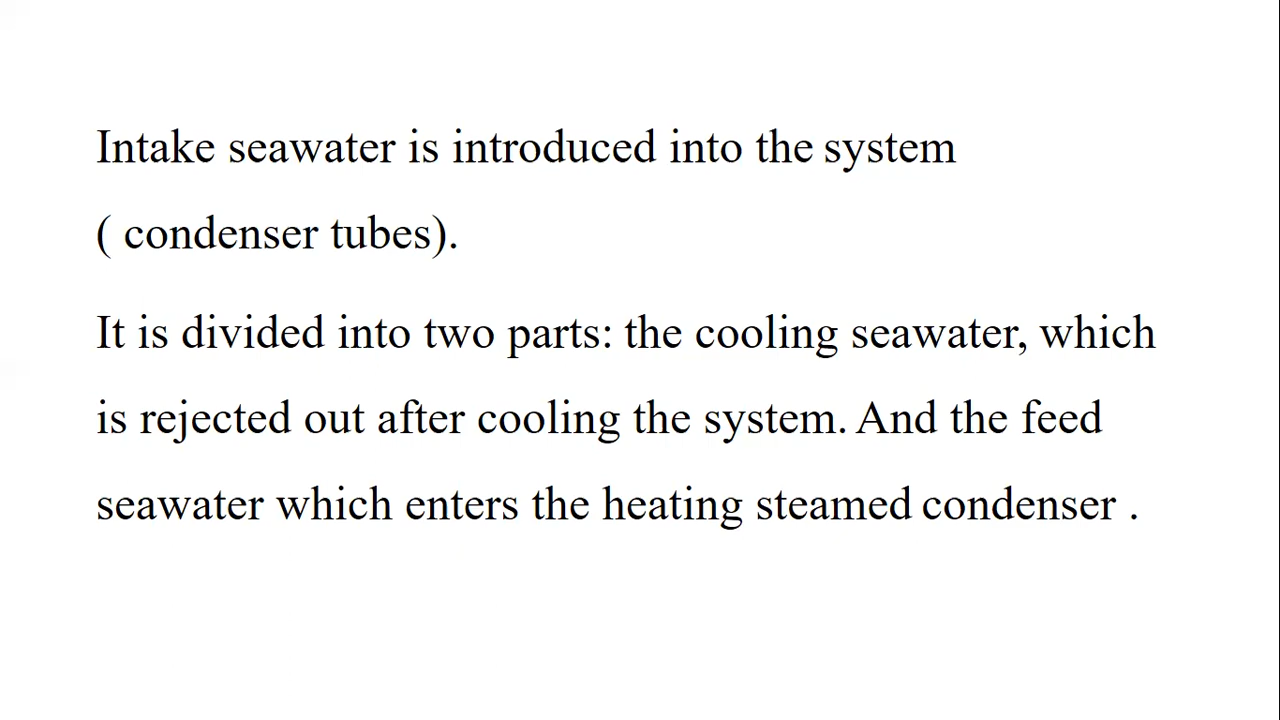 Intake seawater is introduced into the system
( condenser tubes).
It is divided into two parts: the cooling seawater, which
is rejected out after cooling the system. And the feed
seawater which enters the heating steamed condenser .